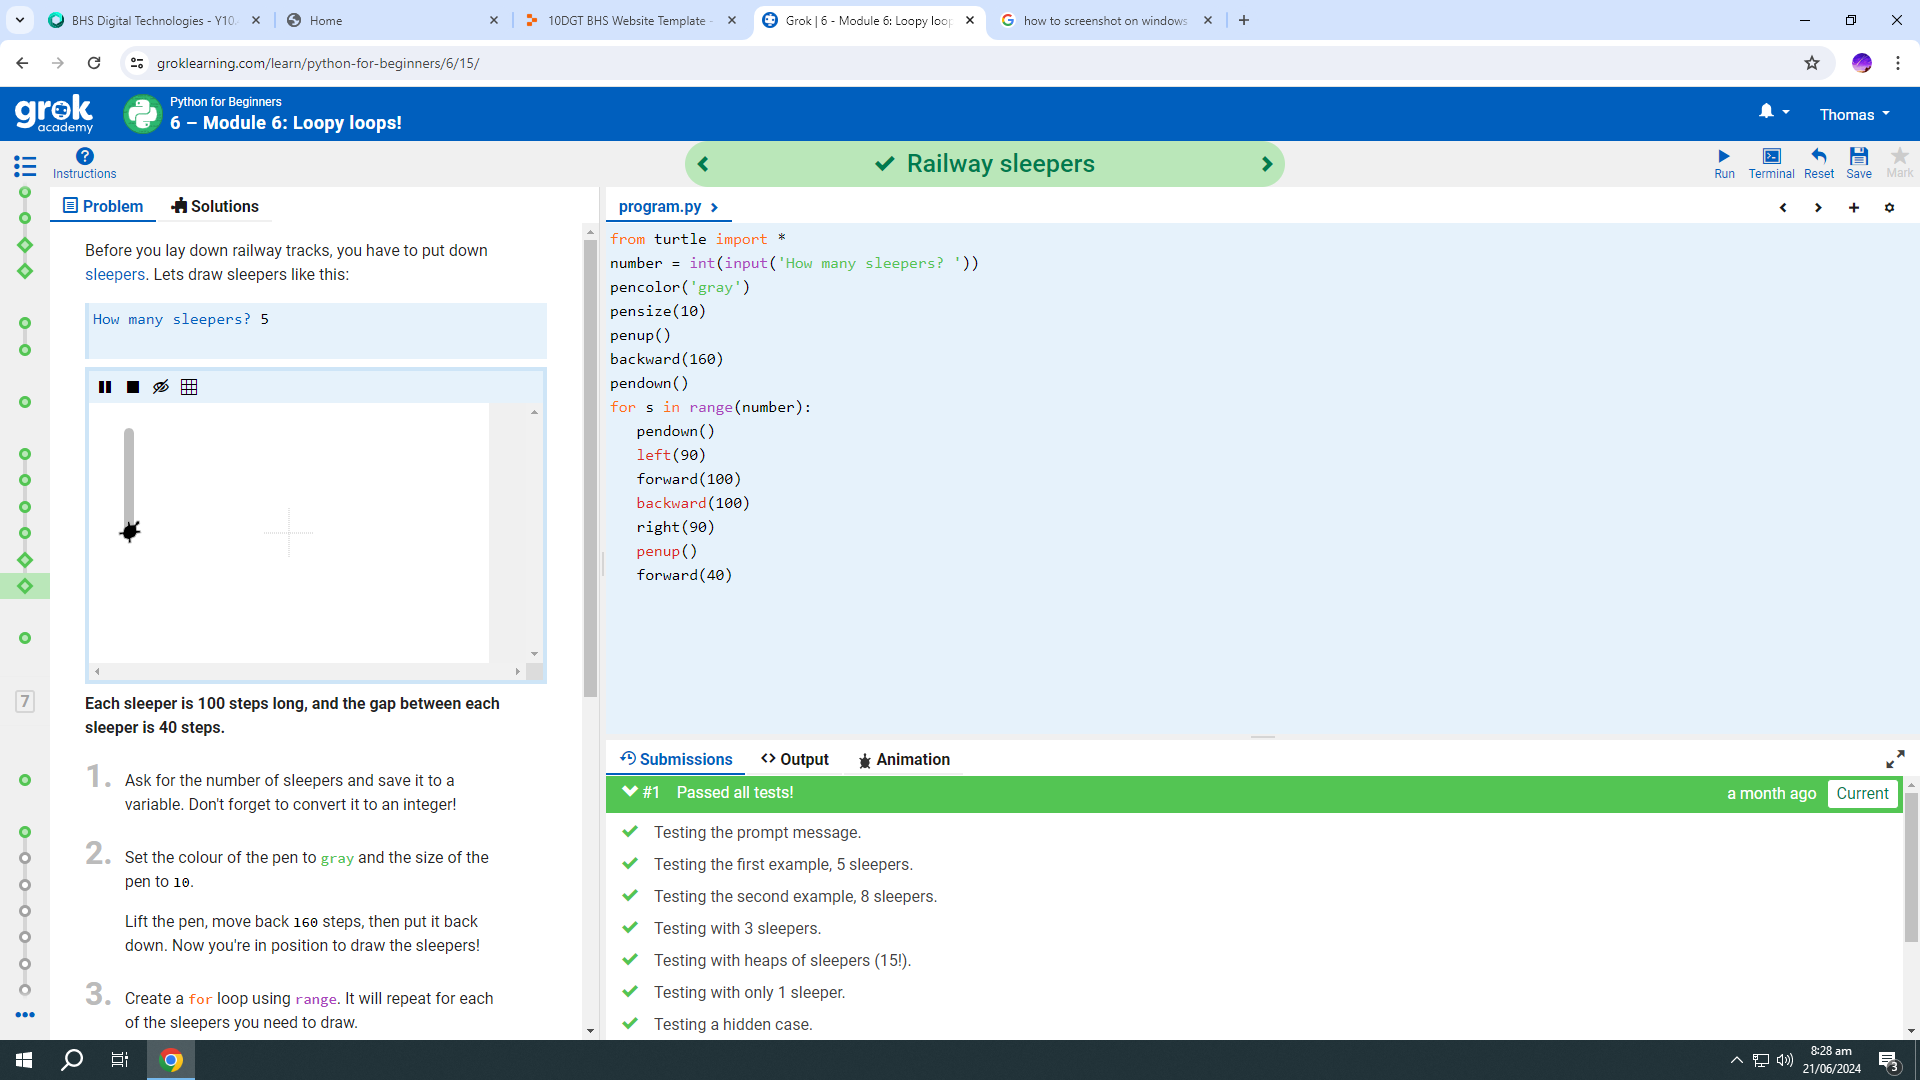 BHS Digital Technologies - Y10
Home
10DGT BHS Website Template -
Grok | 6 - Module 6: Loopy loop
how to screenshot on windows
groklearning.com/learn/python-for-beginners/6/15/
grok
academy
Python for Beginners
6 – Module 6: Loopy loops!
Thomas
Instructions
Railway sleepers
Run
Terminal
Reset
Save
Mark
Problem
Solutions
Before you lay down railway tracks, you have to put down
sleepers. Lets draw sleepers like this:
How many sleepers? 5
Each sleeper is 100 steps long, and the gap between each
sleeper is 40 steps.
1. Ask for the number of sleepers and save it to a
variable. Don't forget to convert it to an integer!
2. Set the colour of the pen to gray and the size of the
pen to 10.
Lift the pen, move back 160 steps, then put it back
down. Now you're in position to draw the sleepers!
3. Create a for loop using range. It will repeat for each
of the sleepers you need to draw.
7
program.py
from turtle import *
number = int(input('How many sleepers? '))
pencolor('gray')
pensize(10)
penup()
backward(160)
pendown()
for s in range(number):
   pendown()
   left(90)
   forward(100)
   backward(100)
   right(90)
   penup()
   forward(40)
Submissions
Output
Animation
#1 Passed all tests!
a month ago
Current
Testing the prompt message.
Testing the first example, 5 sleepers.
Testing the second example, 8 sleepers.
Testing with 3 sleepers.
Testing with heaps of sleepers (15!).
Testing with only 1 sleeper.
Testing a hidden case.
8:28 am
21/06/2024
3